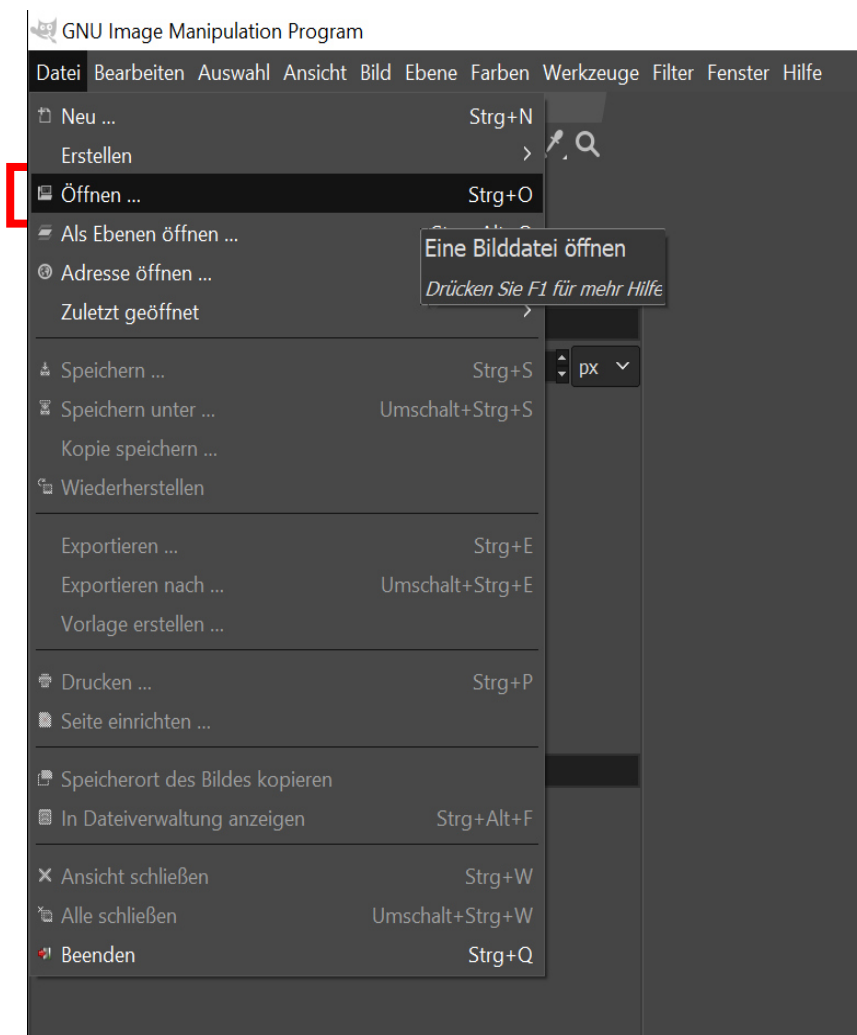 GNU Image Manipulation Program
Datei Bearbeiten Auswahl Ansicht Bild Ebene Farben Werkzeuge Filter Fenster Hilfe
Neu ... Strg+N
Erstellen
Öffnen ... Strg+O
Als Ebenen öffnen ...
Eine Bilddatei öffnen
Adresse öffnen ...
Drücken Sie F1 für mehr Hilfe
Zuletzt geöffnet
Speichern ... Strg+S
px
Speichern unter ... Umschalt+Strg+S
Kopie speichern ...
Wiederherstellen
Exportieren ... Strg+E
Exportieren nach ... Umschalt+Strg+E
Vorlage erstellen ...
Drucken ... Strg+P
Seite einrichten ...
Speicherort des Bildes kopieren
In Dateiverwaltung anzeigen Strg+Alt+F
Ansicht schließen Strg+W
Alle schließen Umschalt+Strg+W
Beenden Strg+Q